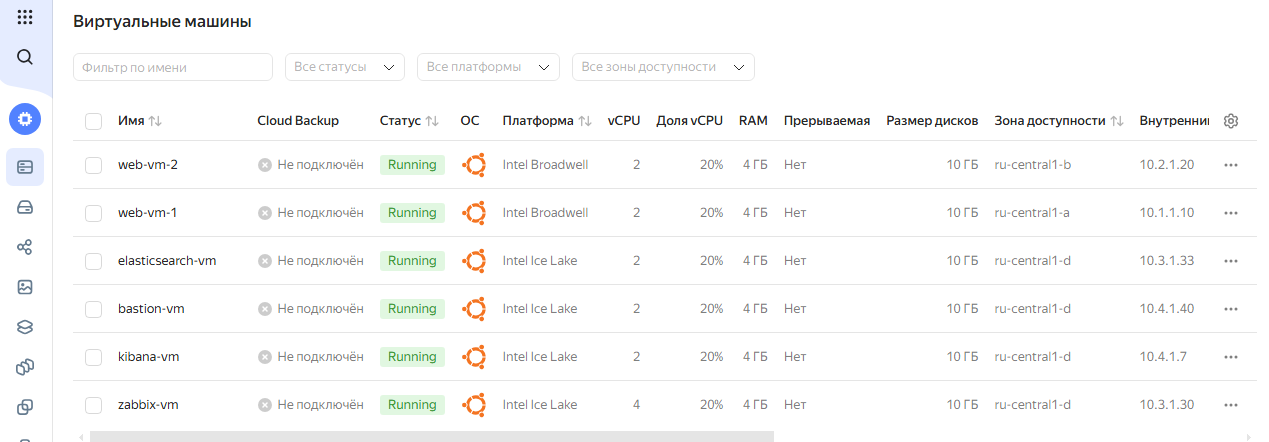 Виртуальные машины
Фильтр по имени Все статусы Все платформы Все зоны доступности
Имя Cloud Backup Статус ОС Платформа vCPU Доля vCPU RAM Прерываемая Размер дисков Зона доступности Внутренни
web-vm-2 Не подключён Running Intel Broadwell 2 20% 4 ГБ Нет 10 ГБ ru-central1-b 10.2.1.20
web-vm-1 Не подключён Running Intel Broadwell 2 20% 4 ГБ Нет 10 ГБ ru-central1-a 10.1.1.10
elasticsearch-vm Не подключён Running Intel Ice Lake 2 20% 4 ГБ Нет 10 ГБ ru-central1-d 10.3.1.33
bastion-vm Не подключён Running Intel Ice Lake 2 20% 4 ГБ Нет 10 ГБ ru-central1-d 10.4.1.40
kibana-vm Не подключён Running Intel Ice Lake 2 20% 4 ГБ Нет 10 ГБ ru-central1-d 10.4.1.7
zabbix-vm Не подключён Running Intel Ice Lake 4 20% 4 ГБ Нет 10 ГБ ru-central1-d 10.3.1.30